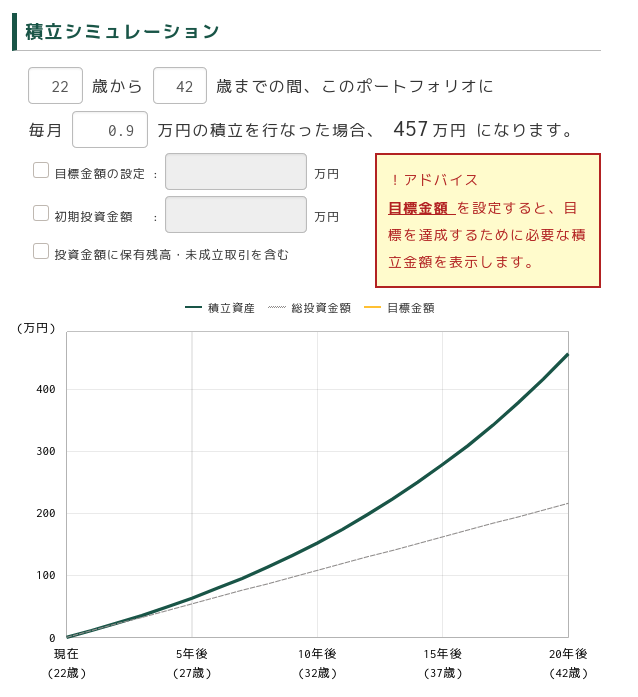 積立シミュレーション
22 歳から 42 歳までの間、このポートフォリオに
毎月 0.9 万円の積立を行なった場合、 457万円 になります。
目標金額の設定 : 万円
初期投資金額 : 万円
投資金額に保有残高・未成立取引を含む
！アドバイス
目標金額 を設定すると、目
標を達成するために必要な積
立金額を表示します。
積立資産 総投資金額 目標金額
(万円)
400
300
200
100
0
現在 5年後 10年後 15年後 20年後
(22歳) (27歳) (32歳) (37歳) (42歳)